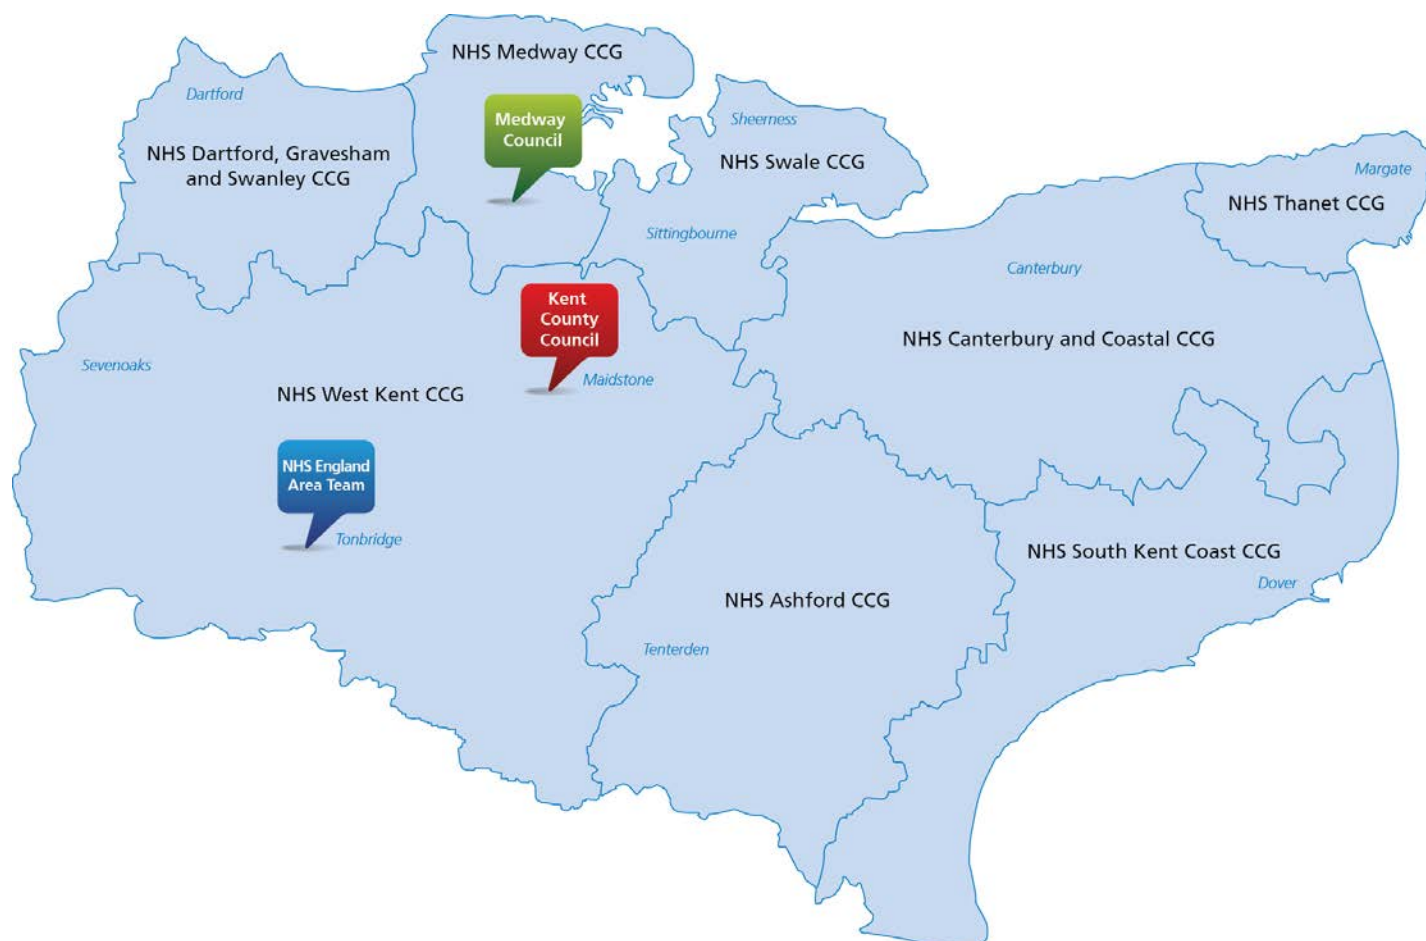 NHS Medway CCG
Dartford
Medway
Council
Sheerness
NHS Dartford, Gravesham
and Swanley CCG
NHS Swale CCG
Margate
NHS Thanet CCG
Sittingbourne
Canterbury
Kent
County
Council
NHS Canterbury and Coastal CCG
Sevenoaks
Maidstone
NHS West Kent CCG
NHS England
Area Team
Tonbridge
NHS South Kent Coast CCG
Dover
NHS Ashford CCG
Tenterden